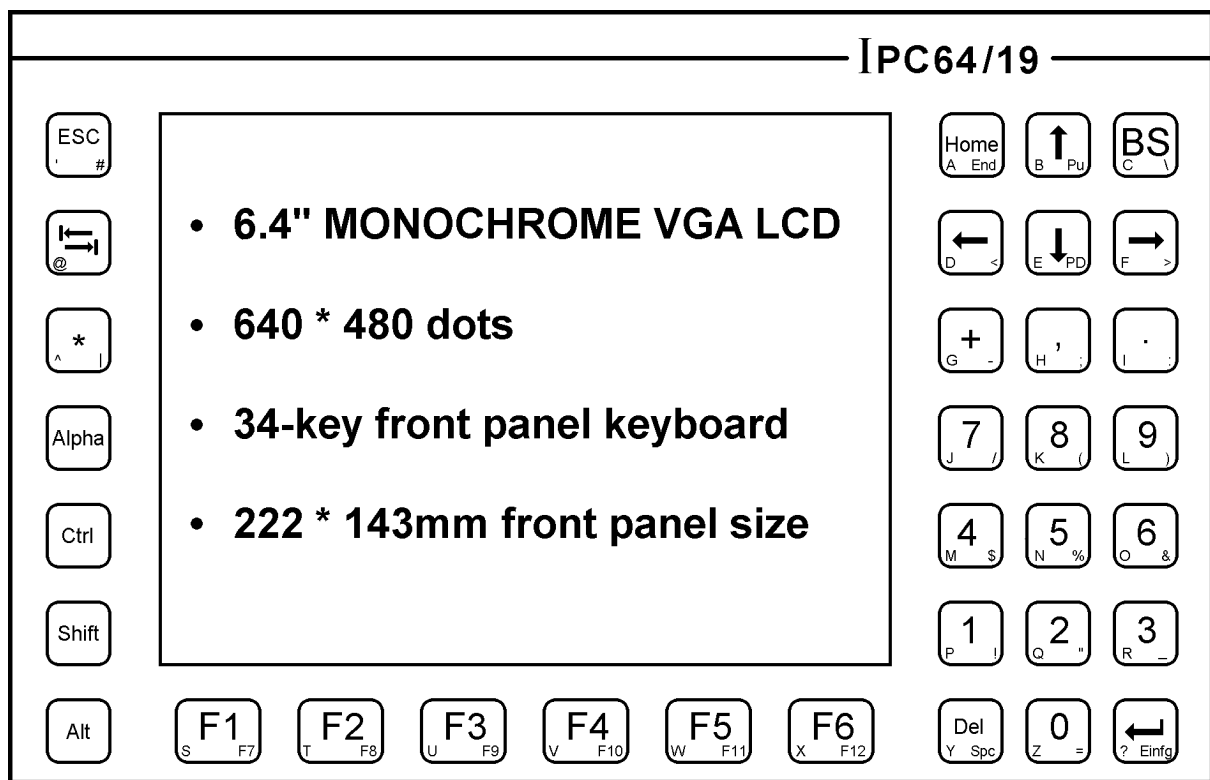 IPC64/19
ESC
' #
Home
A End
↑
B Pu
BS
C \
• 6.4" MONOCHROME VGA LCD
@
←
D <
↓
E PD
→
F >
• 640 * 480 dots
*
^ |
+
G -
,
H ;
.
I :
• 34-key front panel keyboard
Alpha
7
J /
8
K (
9
L )
• 222 * 143mm front panel size
Ctrl
4
M $
5
N %
6
O &
Shift
1
P !
2
Q "
3
R _
Alt
F1
S F7
F2
T F8
F3
U F9
F4
V F10
F5
W F11
F6
X F12
Del
Y Spc
0
Z =
? Einfg